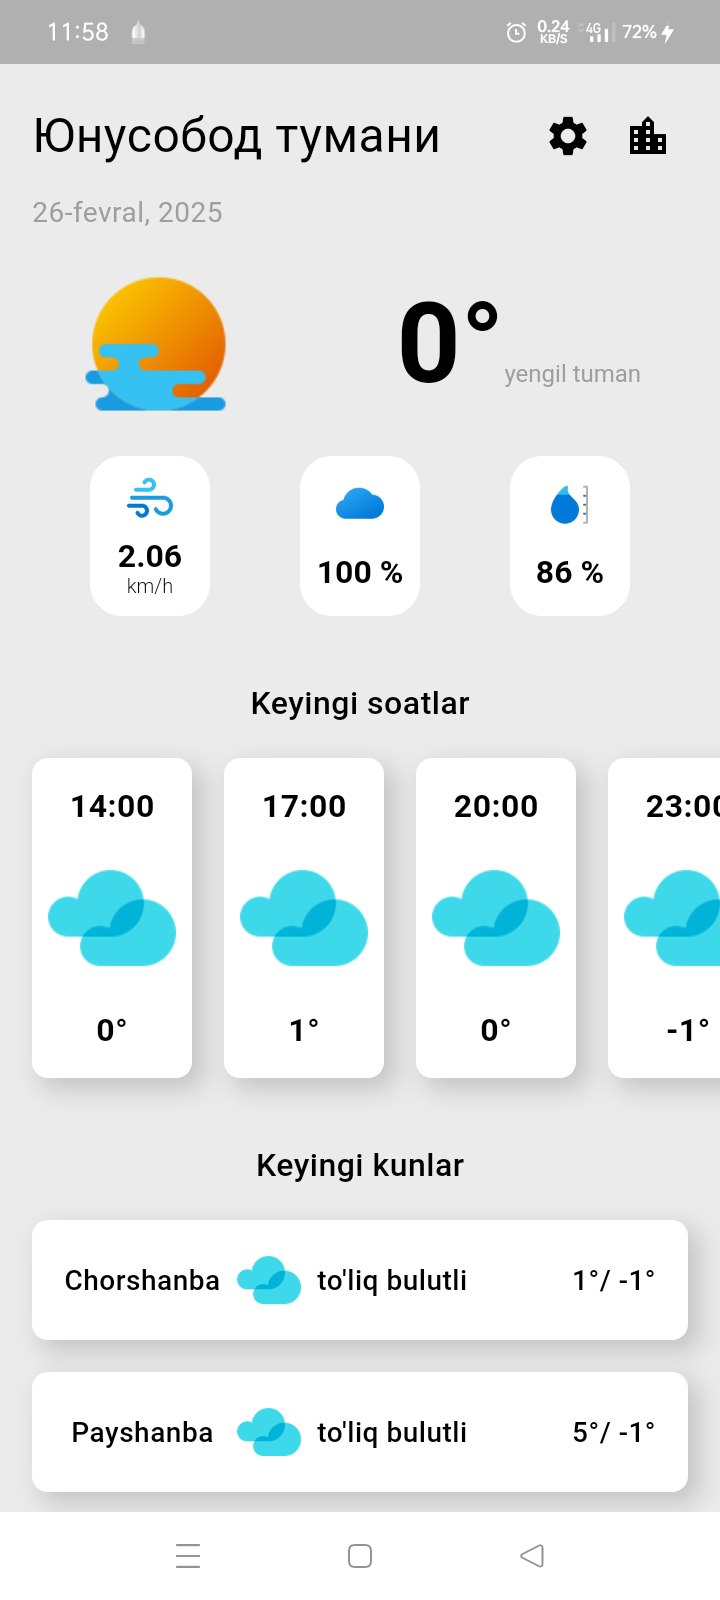 11:58 0.24 KB/S 4G 72%
Юнусобод тумани
26-fevral, 2025
0°
yengil tuman
2.06 100 % 86 %
km/h
Keyingi soatlar
14:00 17:00 20:00 23:00
0° 1° 0° -1°
Keyingi kunlar
Chorshanba to'liq bulutli 1°/ -1°
Payshanba to'liq bulutli 5°/ -1°